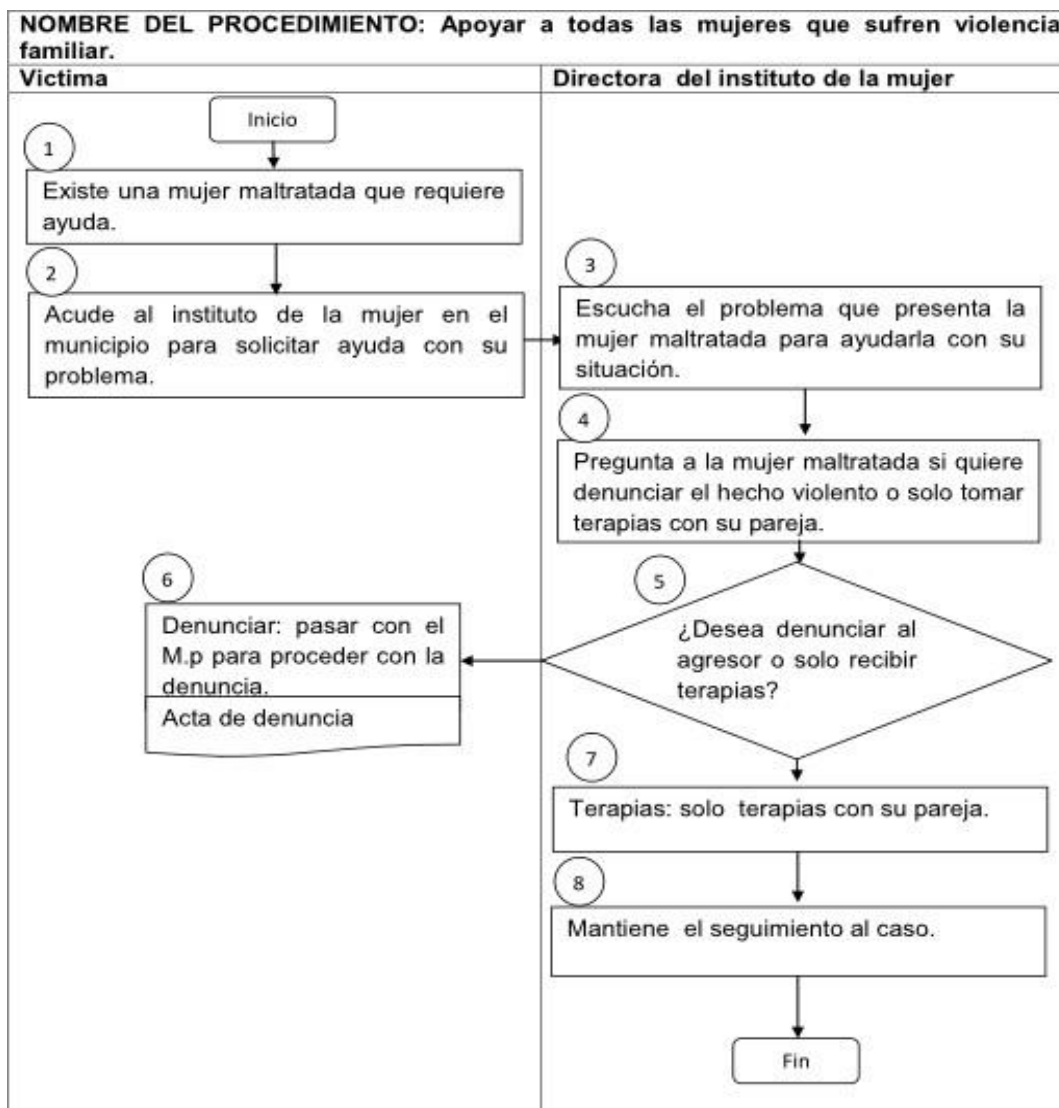 NOMBRE DEL PROCEDIMIENTO: Apoyar a todas las mujeres que sufren violencia
familiar.
Victima
Directora del instituto de la mujer
Inicio
1
Existe una mujer maltratada que requiere
ayuda.
2
Acude al instituto de la mujer en el
municipio para solicitar ayuda con su
problema.
3
Escucha el problema que presenta la
mujer maltratada para ayudarla con su
situación.
4
Pregunta a la mujer maltratada si quiere
denunciar el hecho violento o solo tomar
terapias con su pareja.
5
¿Desea denunciar al
agresor o solo recibir
terapias?
6
Denunciar: pasar con el
M.p para proceder con la
denuncia.
Acta de denuncia
7
Terapias: solo terapias con su pareja.
8
Mantiene el seguimiento al caso.
Fin